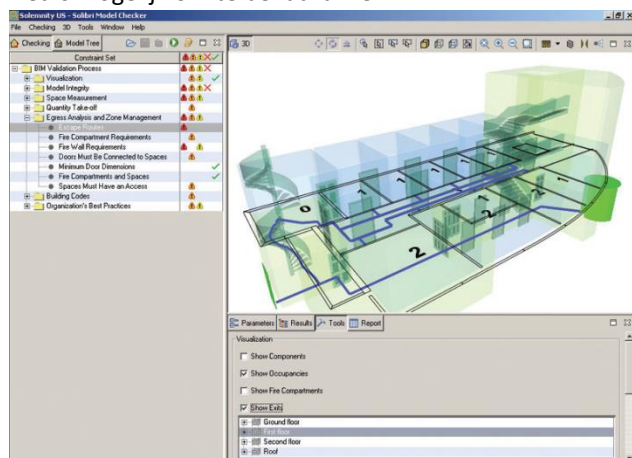 Solemnity US - Solibri Model Checker
File Checking 3D Tools Window Help
Checking Model Tree
3D
Constraint Set
BIM Validation Process
Visualization
Model Integrity
Space Measurement
Quantity Take-off
Egress Analysis and Zone Management
Escape Routes
Fire Compartment Requirements
Fire Wall Requirements
Doors Must Be Connected to Spaces
Minimum Door Dimensions
Fire Compartments and Spaces
Spaces Must Have an Access
Building Codes
Organization's Best Practices
0 1 1 1 1 1 1
2 2 2 1
Parameters Results Tools Report
Visualization
Show Components
Show Occupancies
Show Fire Compartments
Show Exits
Ground floor
First floor
Second floor
Roof